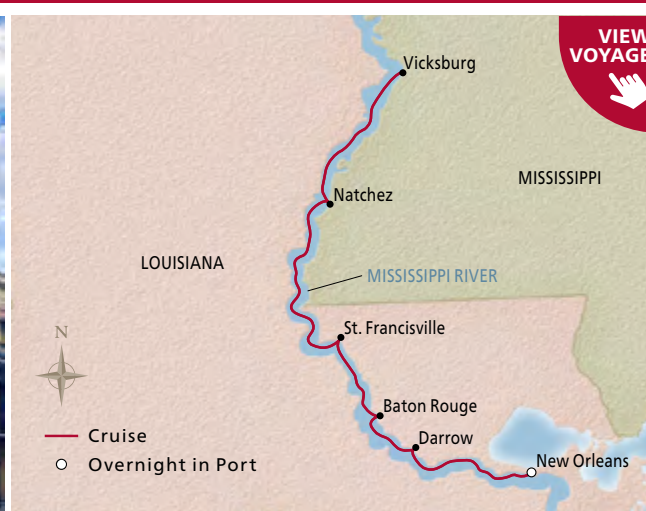 VIEW
VOYAGE
Vicksburg
MISSISSIPPI
Natchez
LOUISIANA
MISSISSIPPI RIVER
N
St. Francisville
Baton Rouge
Cruise
Darrow
New Orleans
Overnight in Port